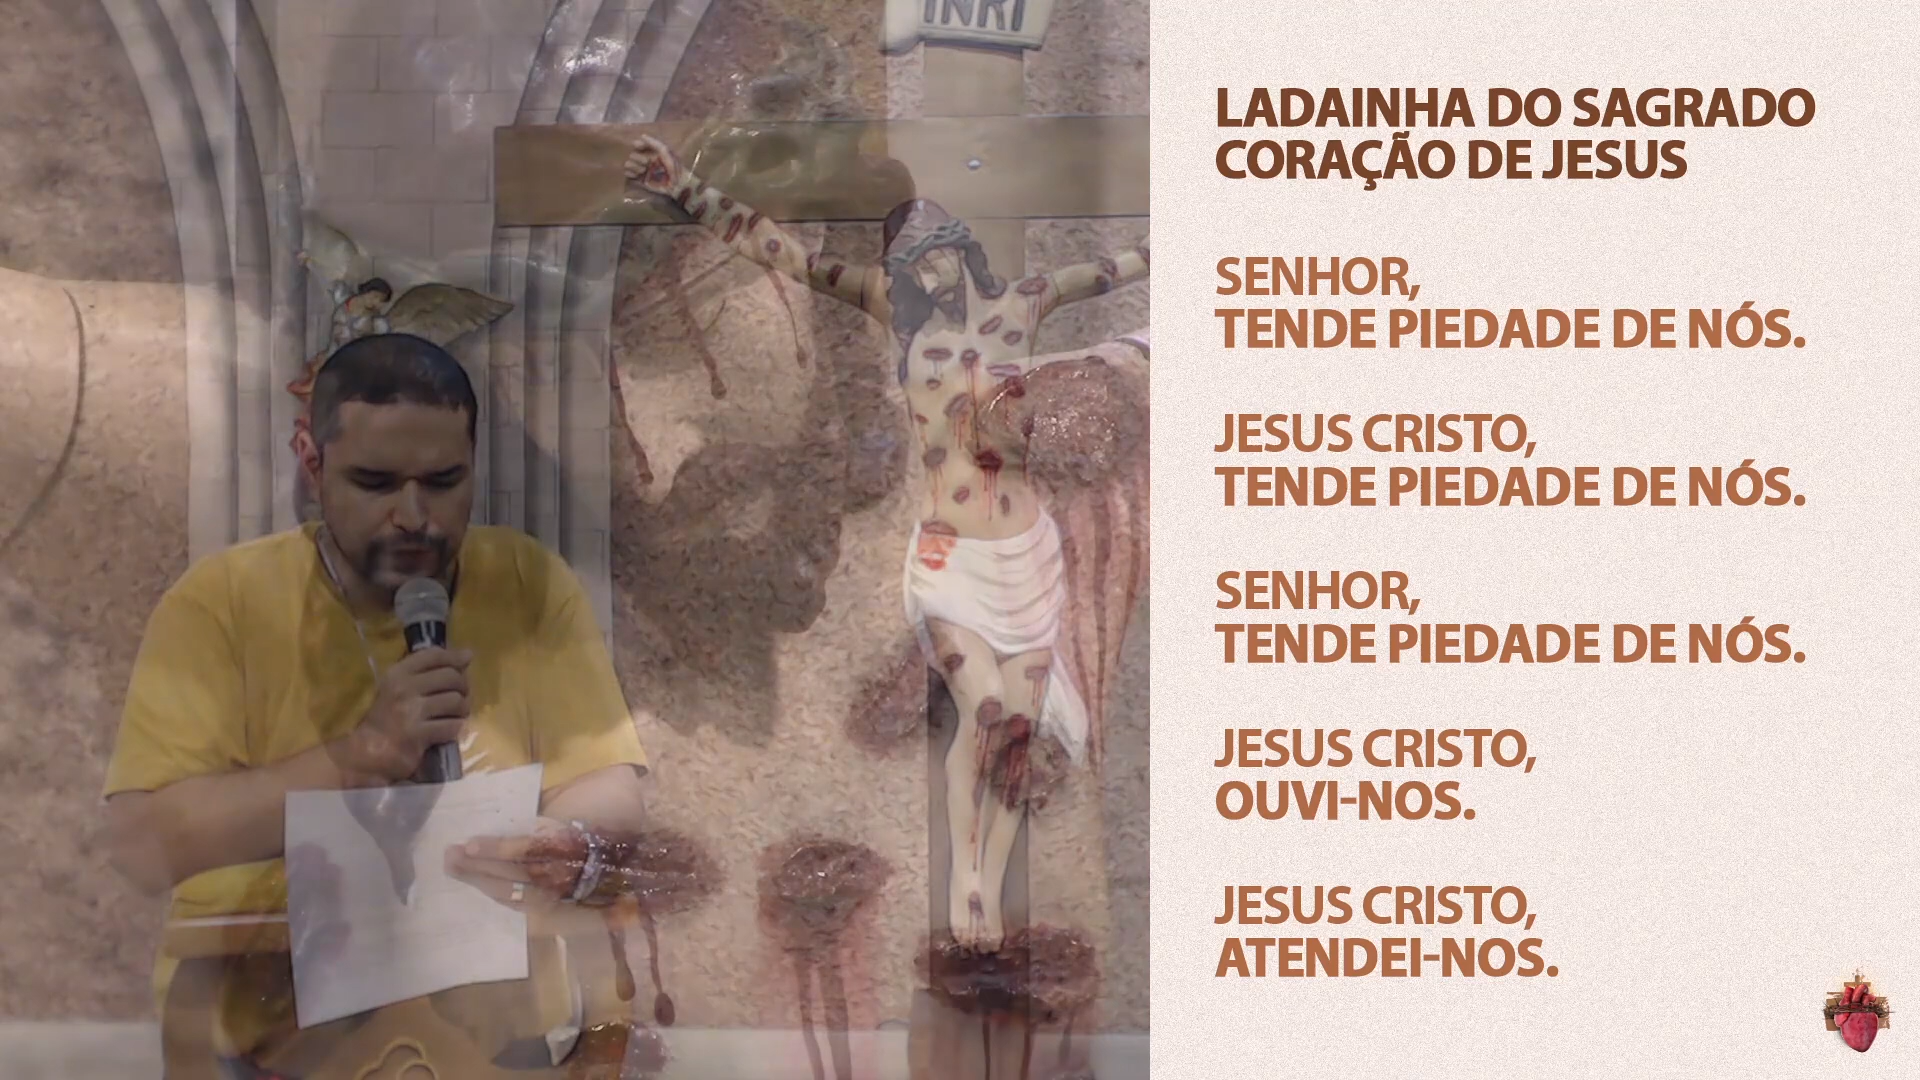 INRI
LADAINHA DO SAGRADO
CORAÇÃO DE JESUS
SENHOR,
TENDE PIEDADE DE NÓS.
JESUS CRISTO,
TENDE PIEDADE DE NÓS.
SENHOR,
TENDE PIEDADE DE NÓS.
JESUS CRISTO,
OUVI-NOS.
JESUS CRISTO,
ATENDEI-NOS.